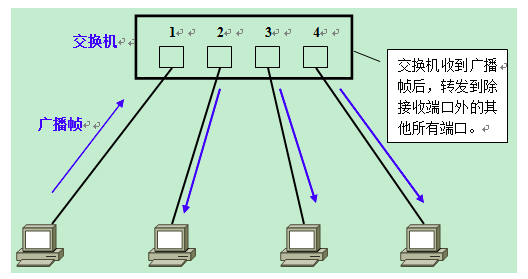 1 2 3 4
交换机
交换机收到广播
帧后，转发到除
接收端口外的其
他所有端口。
广播帧